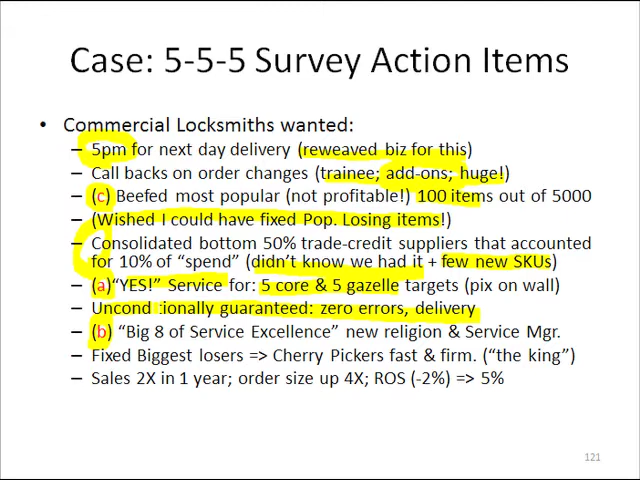 Case: 5-5-5 Survey Action Items
• Commercial Locksmiths wanted:
– 5pm for next day delivery (reweaved biz for this)
– Call backs on order changes (trainee; add-ons; huge!)
– (c) Beefed most popular (not profitable!) 100 items out of 5000
– (Wished I could have fixed Pop. Losing items!)
– Consolidated bottom 50% trade-credit suppliers that accounted
for 10% of “spend” (didn’t know we had it + few new SKUs)
– (a)“YES!” Service for: 5 core & 5 gazelle targets (pix on wall)
– Unconditionally guaranteed: zero errors, delivery
– (b) “Big 8 of Service Excellence” new religion & Service Mgr.
– Fixed Biggest losers => Cherry Pickers fast & firm. (“the king”)
– Sales 2X in 1 year; order size up 4X; ROS (-2%) => 5%
121